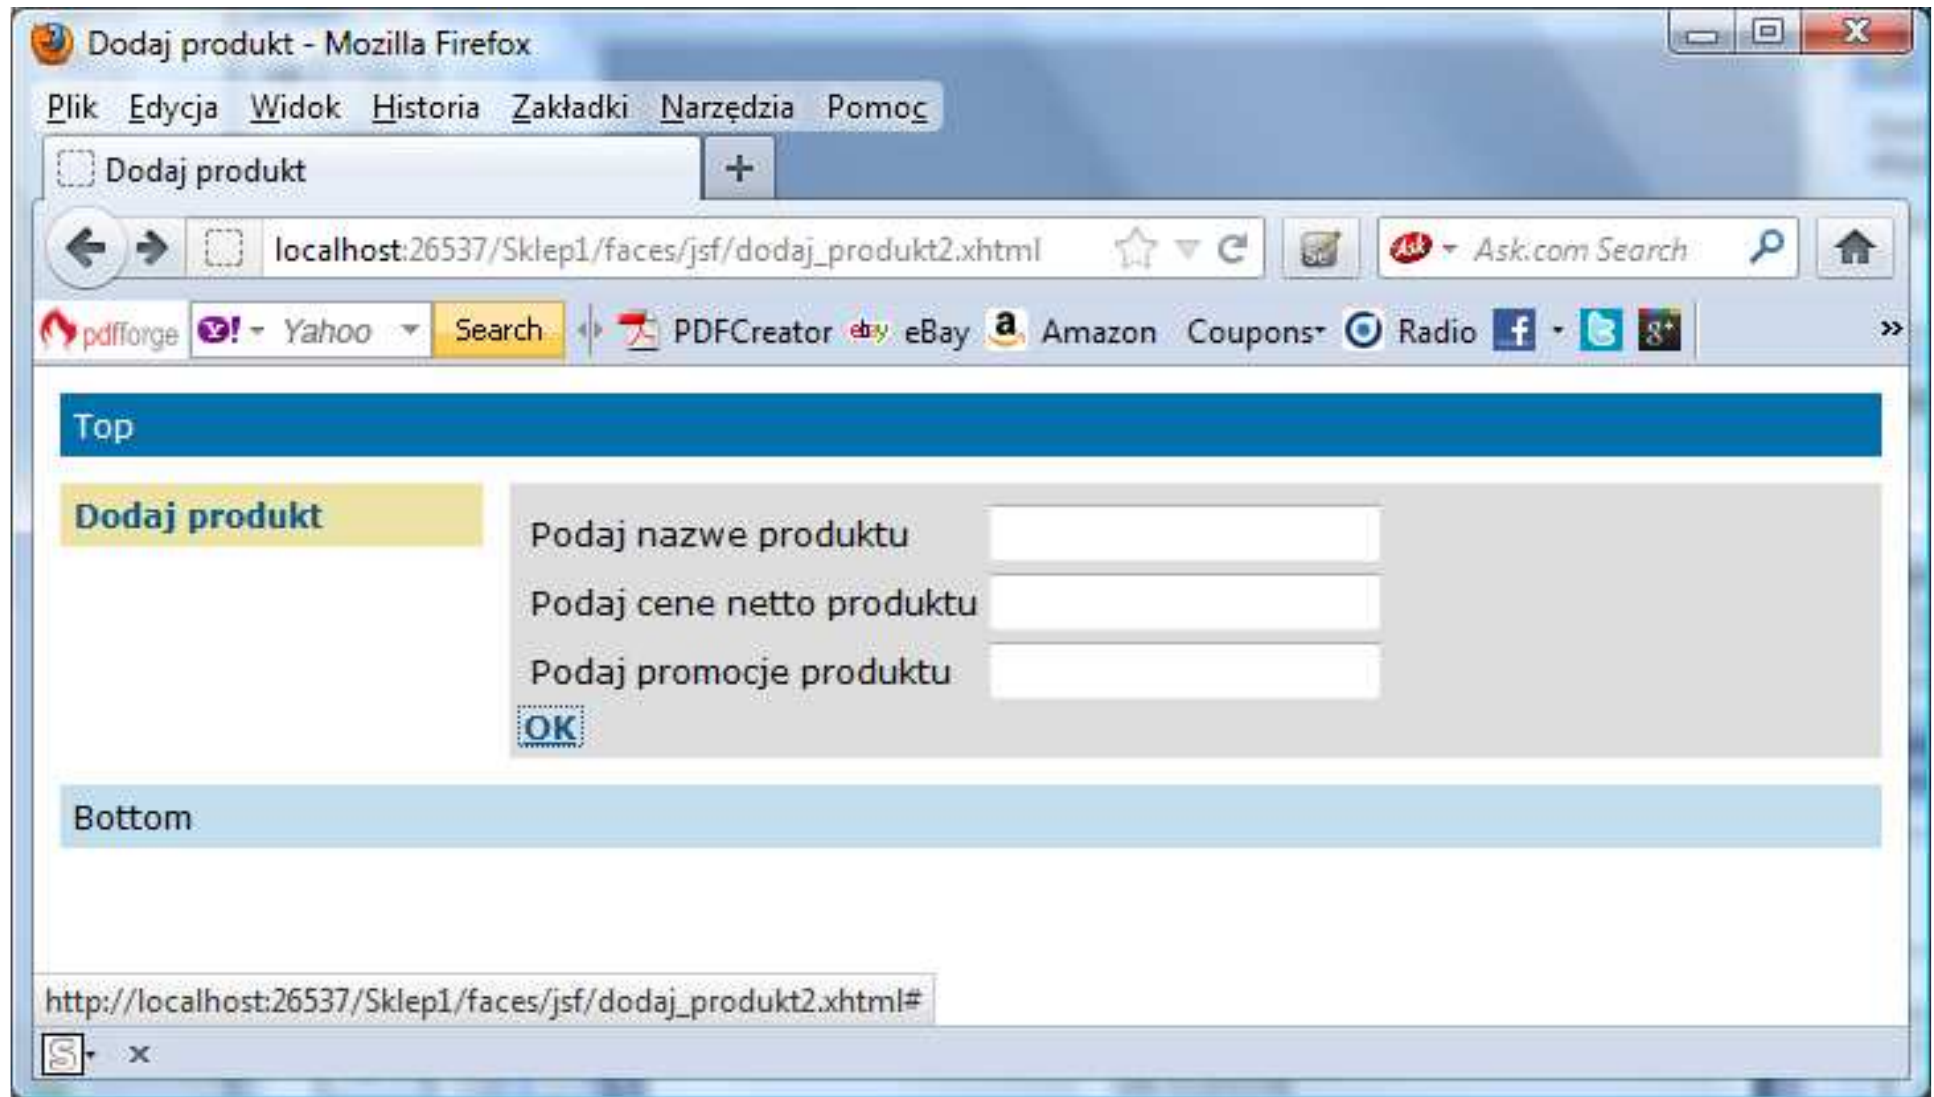 Dodaj produkt - Mozilla Firefox
Plik Edycja Widok Historia Zakładki Narzędzia Pomoc
Dodaj produkt
localhost:26537/Sklep1/faces/jsf/dodaj_produkt2.xhtml Ask Ask.com Search
pdfforge Y! Yahoo Search PDFCreator ebay eBay a Amazon Coupons Radio f t g+ »
Top
Dodaj produkt
Podaj nazwe produktu
Podaj cene netto produktu
Podaj promocje produktu
OK
Bottom
http://localhost:26537/Sklep1/faces/jsf/dodaj_produkt2.xhtml#
S x